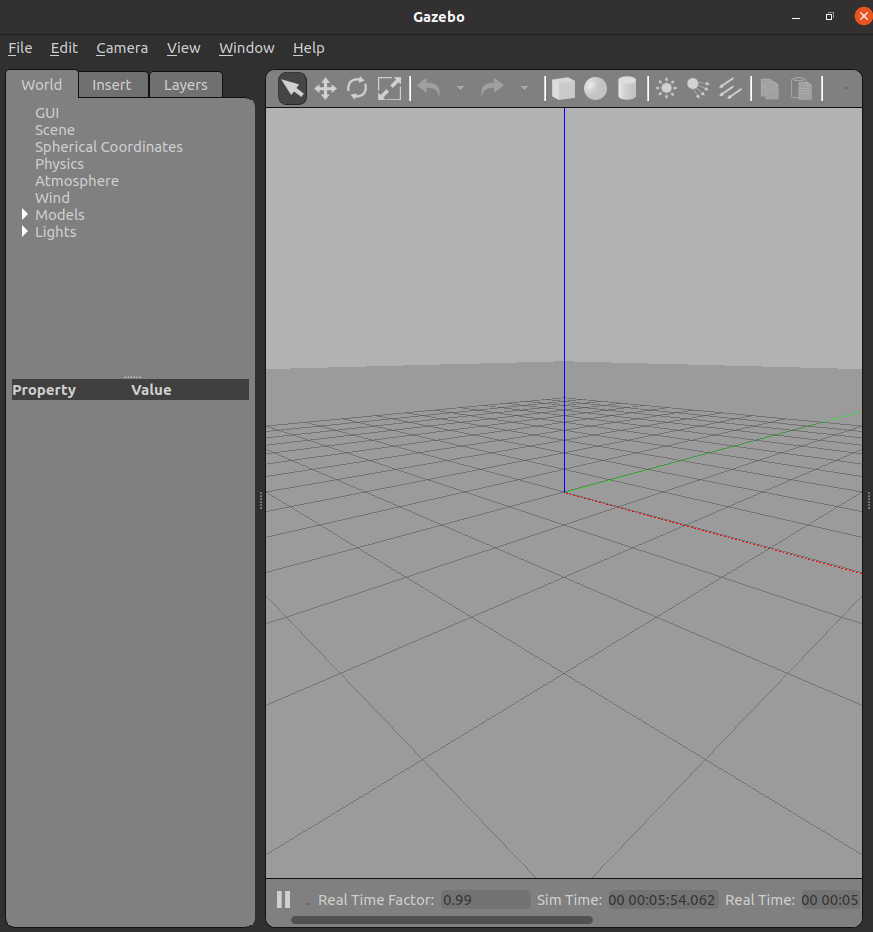 Gazebo
File Edit Camera View Window Help
World Insert Layers
GUI
Scene
Spherical Coordinates
Physics
Atmosphere
Wind
Models
Lights
Property Value
Real Time Factor: 0.99 Sim Time: 00 00:05:54.062 Real Time: 00 00:05